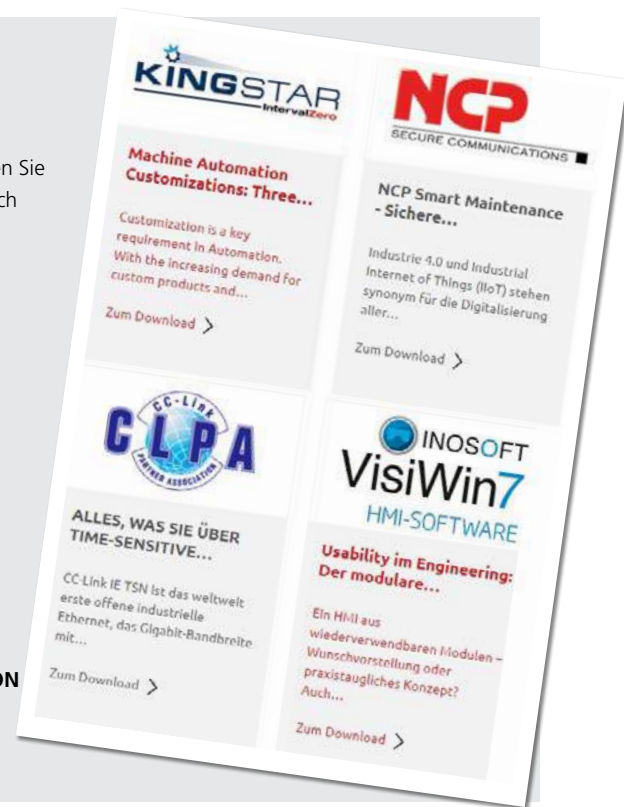 en Sie
ch
ON
KINGSTAR
IntervalZero
Machine Automation
Customizations: Three...
Customization is a key
requirement in Automation.
With the increasing demand for
custom products and...
Zum Download
NCP
SECURE COMMUNICATIONS
NCP Smart Maintenance
- Sichere...
Industrie 4.0 und Industrial
Internet of Things (IIoT) stehen
synonym für die Digitalisierung
aller...
Zum Download
CC-Link
CLPA
PARTNER ASSOCIATION
ALLES, WAS SIE ÜBER
TIME-SENSITIVE...
CC-Link IE TSN ist das weltweit
erste offene industrielle
Ethernet, das Gigabit-Bandbreite
mit...
Zum Download
INOSOFT
VisiWin7
HMI-SOFTWARE
Usability im Engineering:
Der modulare...
Ein HMI aus
wiederverwendbaren Modulen –
Wunschvorstellung oder
praxistaugliches Konzept?
Auch...
Zum Download